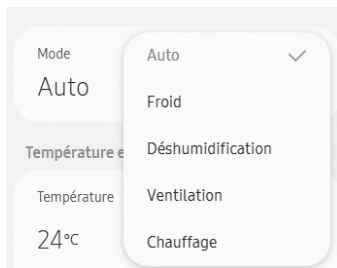 Mode
Auto
Température e
Température
24°C
Auto
Froid
Déshumidification
Ventilation
Chauffage